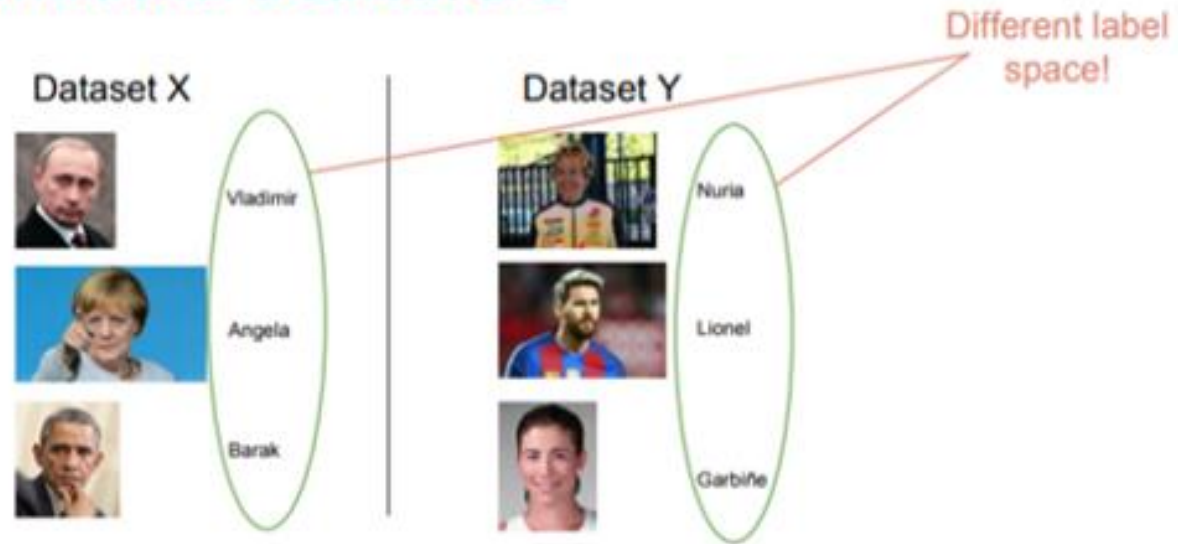 Different label
space!
Dataset X
Dataset Y
Vladimir
Nuria
Angela
Lionel
Barak
Garbiñe